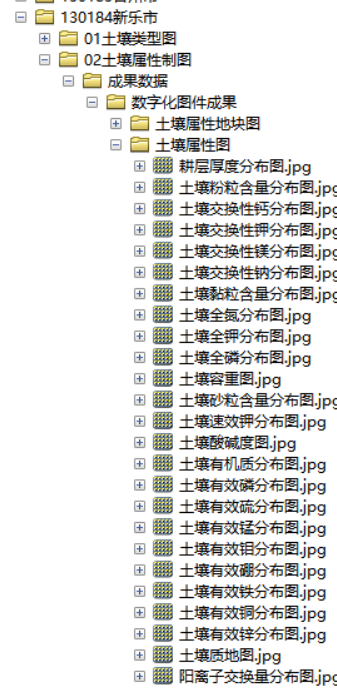 130184新乐市
01土壤类型图
02土壤属性制图
成果数据
数字化图件成果
土壤属性地块图
土壤属性图
耕层厚度分布图.jpg
土壤粉粒含量分布图.jpg
土壤交换性钙分布图.jpg
土壤交换性钾分布图.jpg
土壤交换性镁分布图.jpg
土壤交换性钠分布图.jpg
土壤黏粒含量分布图.jpg
土壤全氮分布图.jpg
土壤全钾分布图.jpg
土壤全磷分布图.jpg
土壤容重图.jpg
土壤砂粒含量分布图.jpg
土壤速效钾分布图.jpg
土壤酸碱度图.jpg
土壤有机质分布图.jpg
土壤有效磷分布图.jpg
土壤有效硫分布图.jpg
土壤有效锰分布图.jpg
土壤有效钼分布图.jpg
土壤有效硼分布图.jpg
土壤有效铁分布图.jpg
土壤有效铜分布图.jpg
土壤有效锌分布图.jpg
土壤质地图.jpg
阳离子交换量分布图.jpg